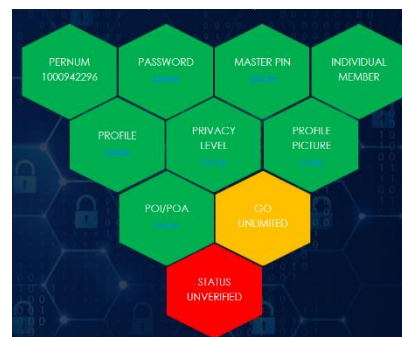 PERNUM
1000942296
PASSWORD
MASTER PIN
INDIVIDUAL
MEMBER
PROFILE
PRIVACY
LEVEL
PROFILE
PICTURE
POI/POA
GO
UNLIMITED
STATUS
UNVERIFIED